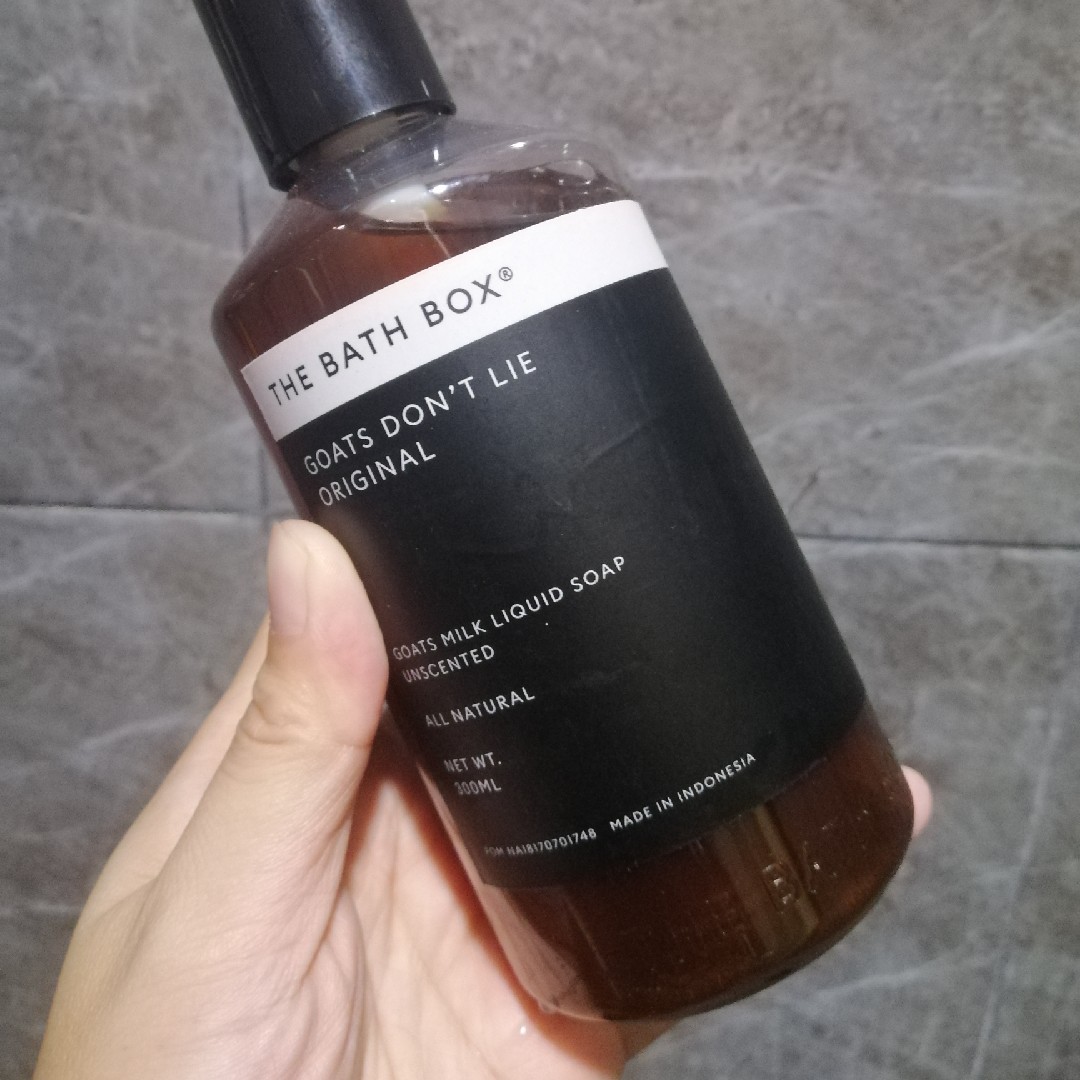 THE BATH BOX®
GOATS DON'T LIE
ORIGINAL
GOATS MILK LIQUID SOAP
UNSCENTED
ALL NATURAL
NET WT.
300ML
POM NA18170701748 MADE IN INDONESIA